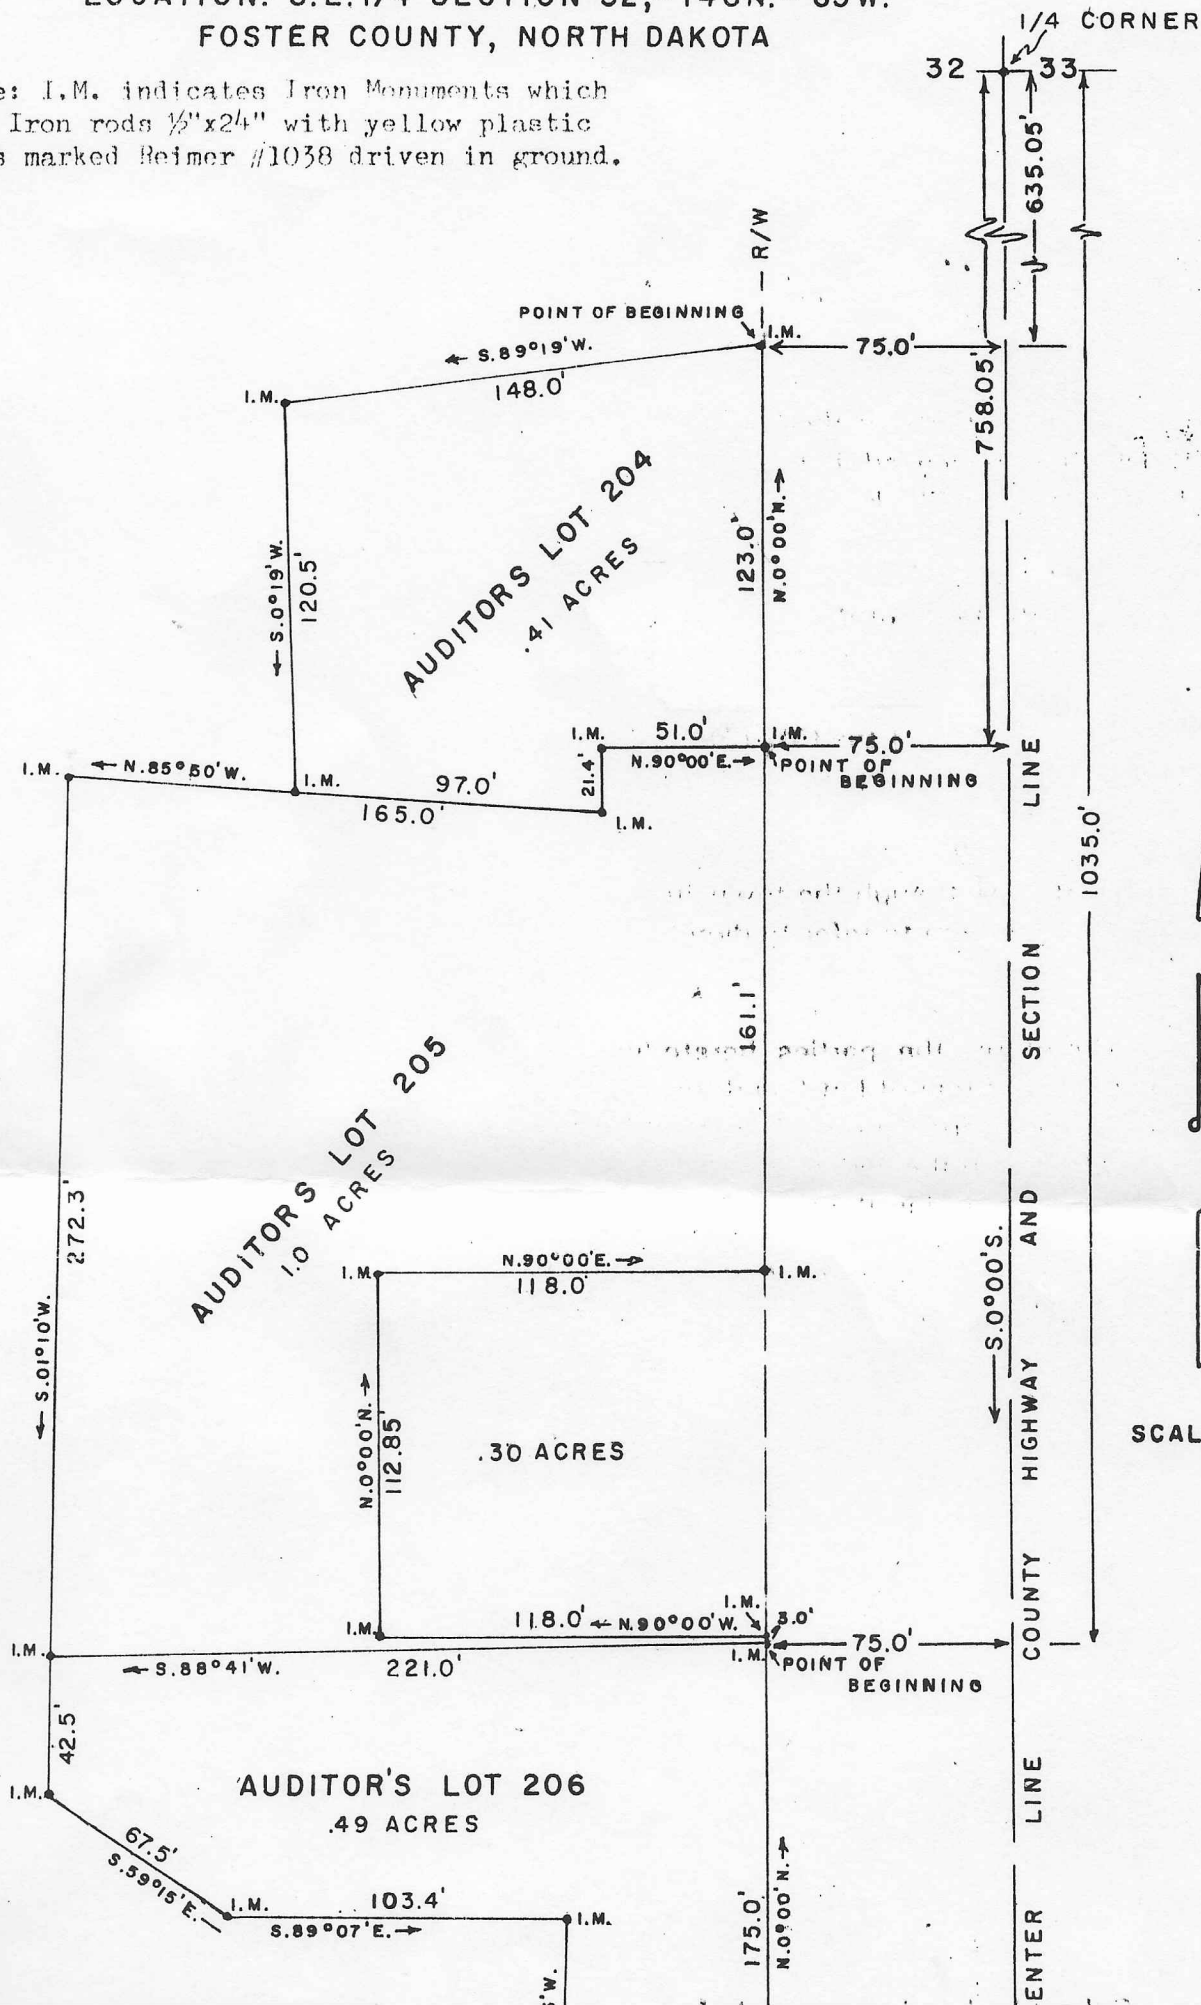 FOSTER COUNTY, NORTH DAKOTA
1/4 CORNER
32 33
e: I.M. indicates Iron Monuments which
Iron rods ½"x24" with yellow plastic
s marked Reimer #1038 driven in ground.
635.05'
R/W
POINT OF BEGINNING
I.M.
75.0'
S.89°19'W.
148.0'
I.M.
758.05'
AUDITORS LOT 204
.41 ACRES
S.0°19'W.
120.5'
123.0'
N.0°00'N.
I.M.
51.0'
N.90°00'E.
21.4'
I.M.
75.0'
POINT OF
BEGINNING
I.M.
N.85°50'W.
I.M.
97.0'
165.0'
I.M.
1035.0'
161.1'
AUDITORS LOT 205
1.0 ACRES
272.3'
S.01°10'W.
I.M.
N.90°00'E.
118.0'
I.M.
S.0°00'S.
N.0°00'N.
112.85'
.30 ACRES
SCAL
I.M.
118.0'
N.90°00'W.
I.M.
3.0'
I.M.
75.0'
POINT OF
BEGINNING
I.M.
S.88°41'W.
221.0'
42.5'
I.M.
AUDITOR'S LOT 206
.49 ACRES
67.5'
S.59°15'E.
I.M.
103.4'
S.89°07'E.
I.M.
175.0'
N.0°00'N.
'W.
ENTER LINE COUNTY HIGHWAY AND SECTION LINE